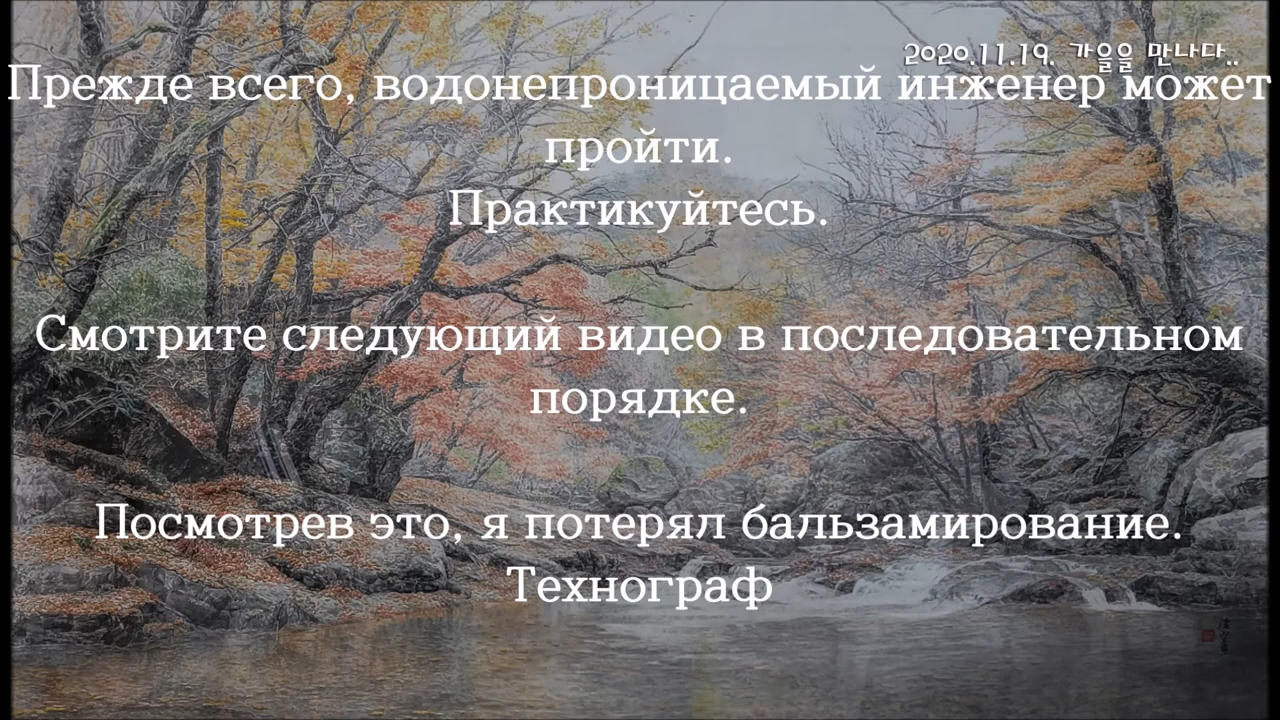 2020.11.19. 가을을 만나다..
Прежде всего, водонепроницаемый инженер может
пройти.
Практикуйтесь.
Смотрите следующий видео в последовательном
порядке.
Посмотрев это, я потерял бальзамирование.
Технограф